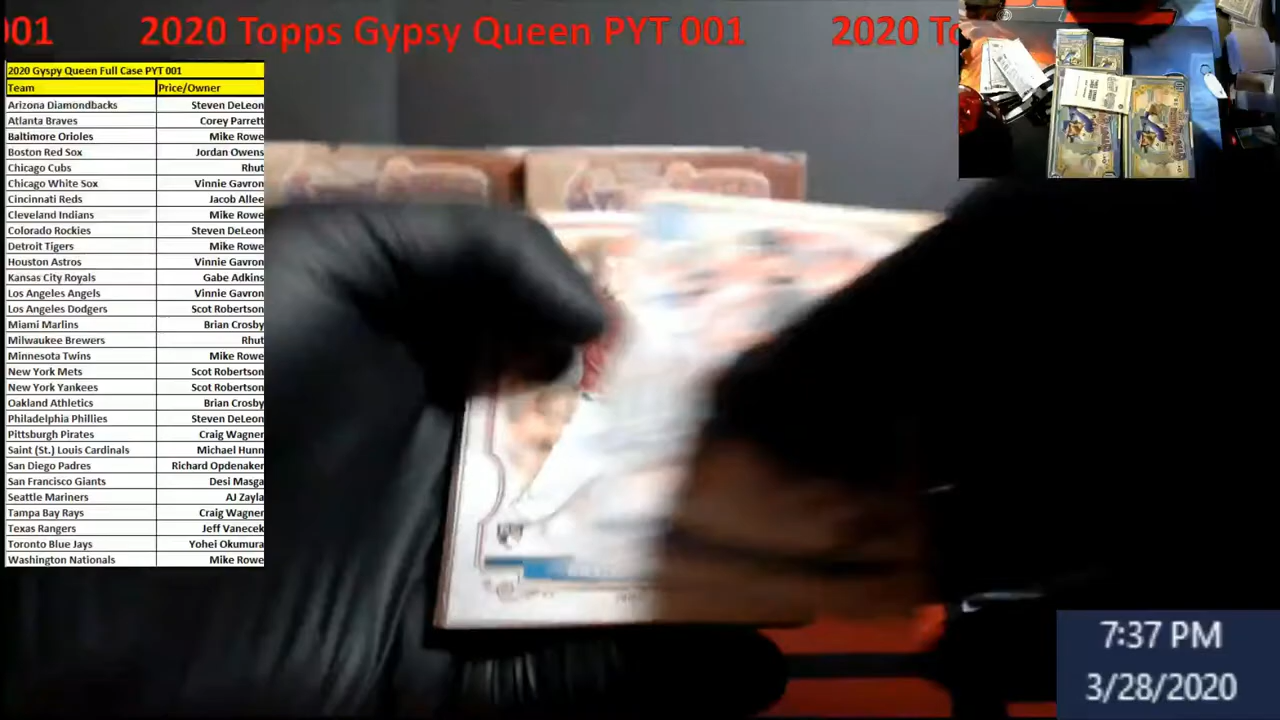 001 2020 Topps Gypsy Queen PYT 001 2020 To
2020 Gyspy Queen Full Case PYT 001
Team Price/Owner
Arizona Diamondbacks Steven DeLeon
Atlanta Braves Corey Parrett
Baltimore Orioles Mike Rowe
Boston Red Sox Jordan Owens
Chicago Cubs Rhut
Chicago White Sox Vinnie Gavron
Cincinnati Reds Jacob Allee
Cleveland Indians Mike Rowe
Colorado Rockies Steven DeLeon
Detroit Tigers Mike Rowe
Houston Astros Vinnie Gavron
Kansas City Royals Gabe Adkins
Los Angeles Angels Vinnie Gavron
Los Angeles Dodgers Scot Robertson
Miami Marlins Brian Crosby
Milwaukee Brewers Rhut
Minnesota Twins Mike Rowe
New York Mets Scot Robertson
New York Yankees Scot Robertson
Oakland Athletics Brian Crosby
Philadelphia Phillies Steven DeLeon
Pittsburgh Pirates Craig Wagner
Saint (St.) Louis Cardinals Michael Hunn
San Diego Padres Richard Opdenaker
San Francisco Giants Desi Masga
Seattle Mariners AJ Zayla
Tampa Bay Rays Craig Wagner
Texas Rangers Jeff Vanecek
Toronto Blue Jays Yohei Okumura
Washington Nationals Mike Rowe
7:37 PM
3/28/2020